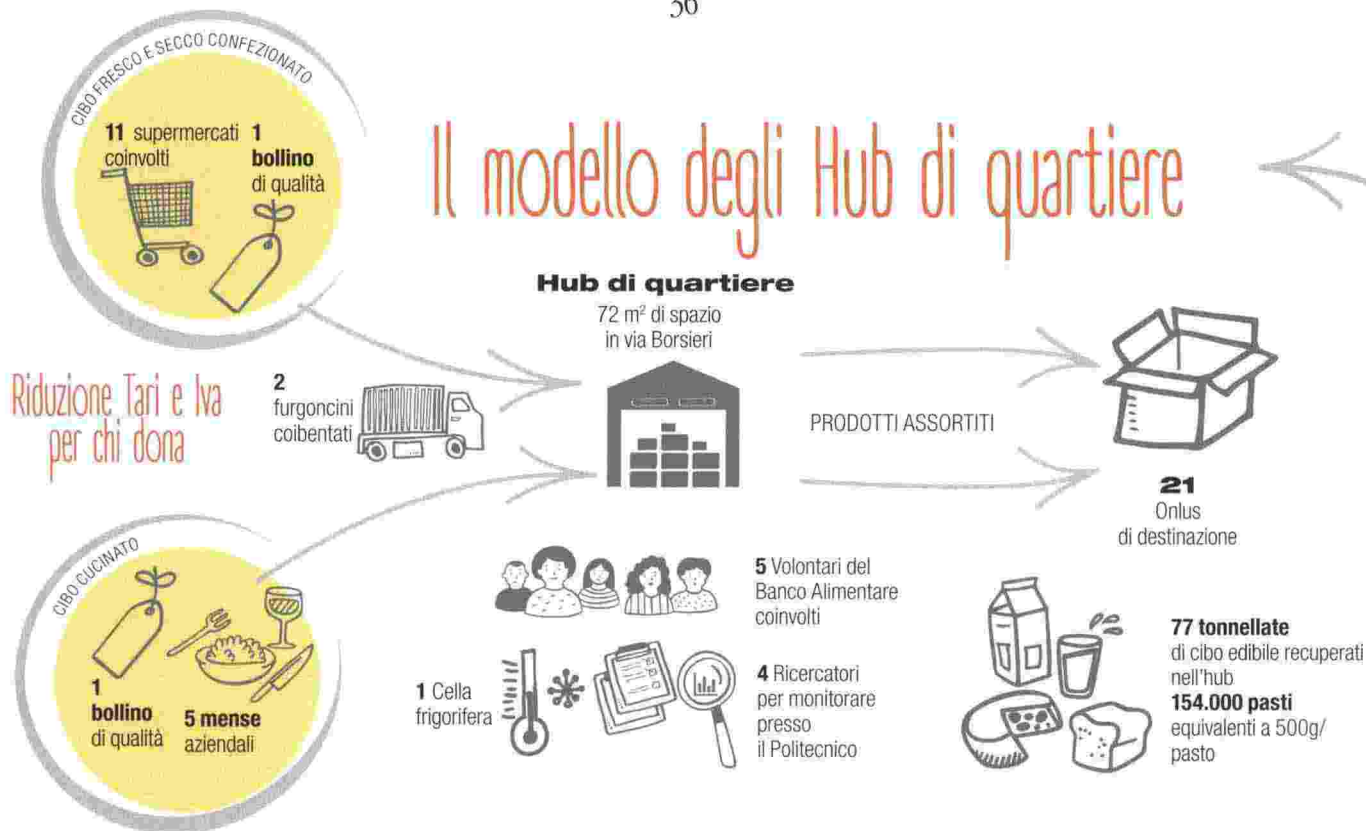 56
CIBO FRESCO E SECCO CONFEZIONATO
11 supermercati
coinvolti
1
bollino
di qualità
Il modello degli Hub di quartiere
Hub di quartiere
72 m² di spazio
in via Borsieri
Riduzione Tari e Iva
per chi dona
2
furgoncini
coibentati
PRODOTTI ASSORTITI
21
Onlus
di destinazione
CIBO CUCINATO
1
bollino
di qualità
5 mense
aziendali
5 Volontari del
Banco Alimentare
coinvolti
1 Cella
frigorifera
4 Ricercatori
per monitorare
presso
il Politecnico
77 tonnellate
di cibo edibile recuperati
nell'hub
154.000 pasti
equivalenti a 500g/
pasto